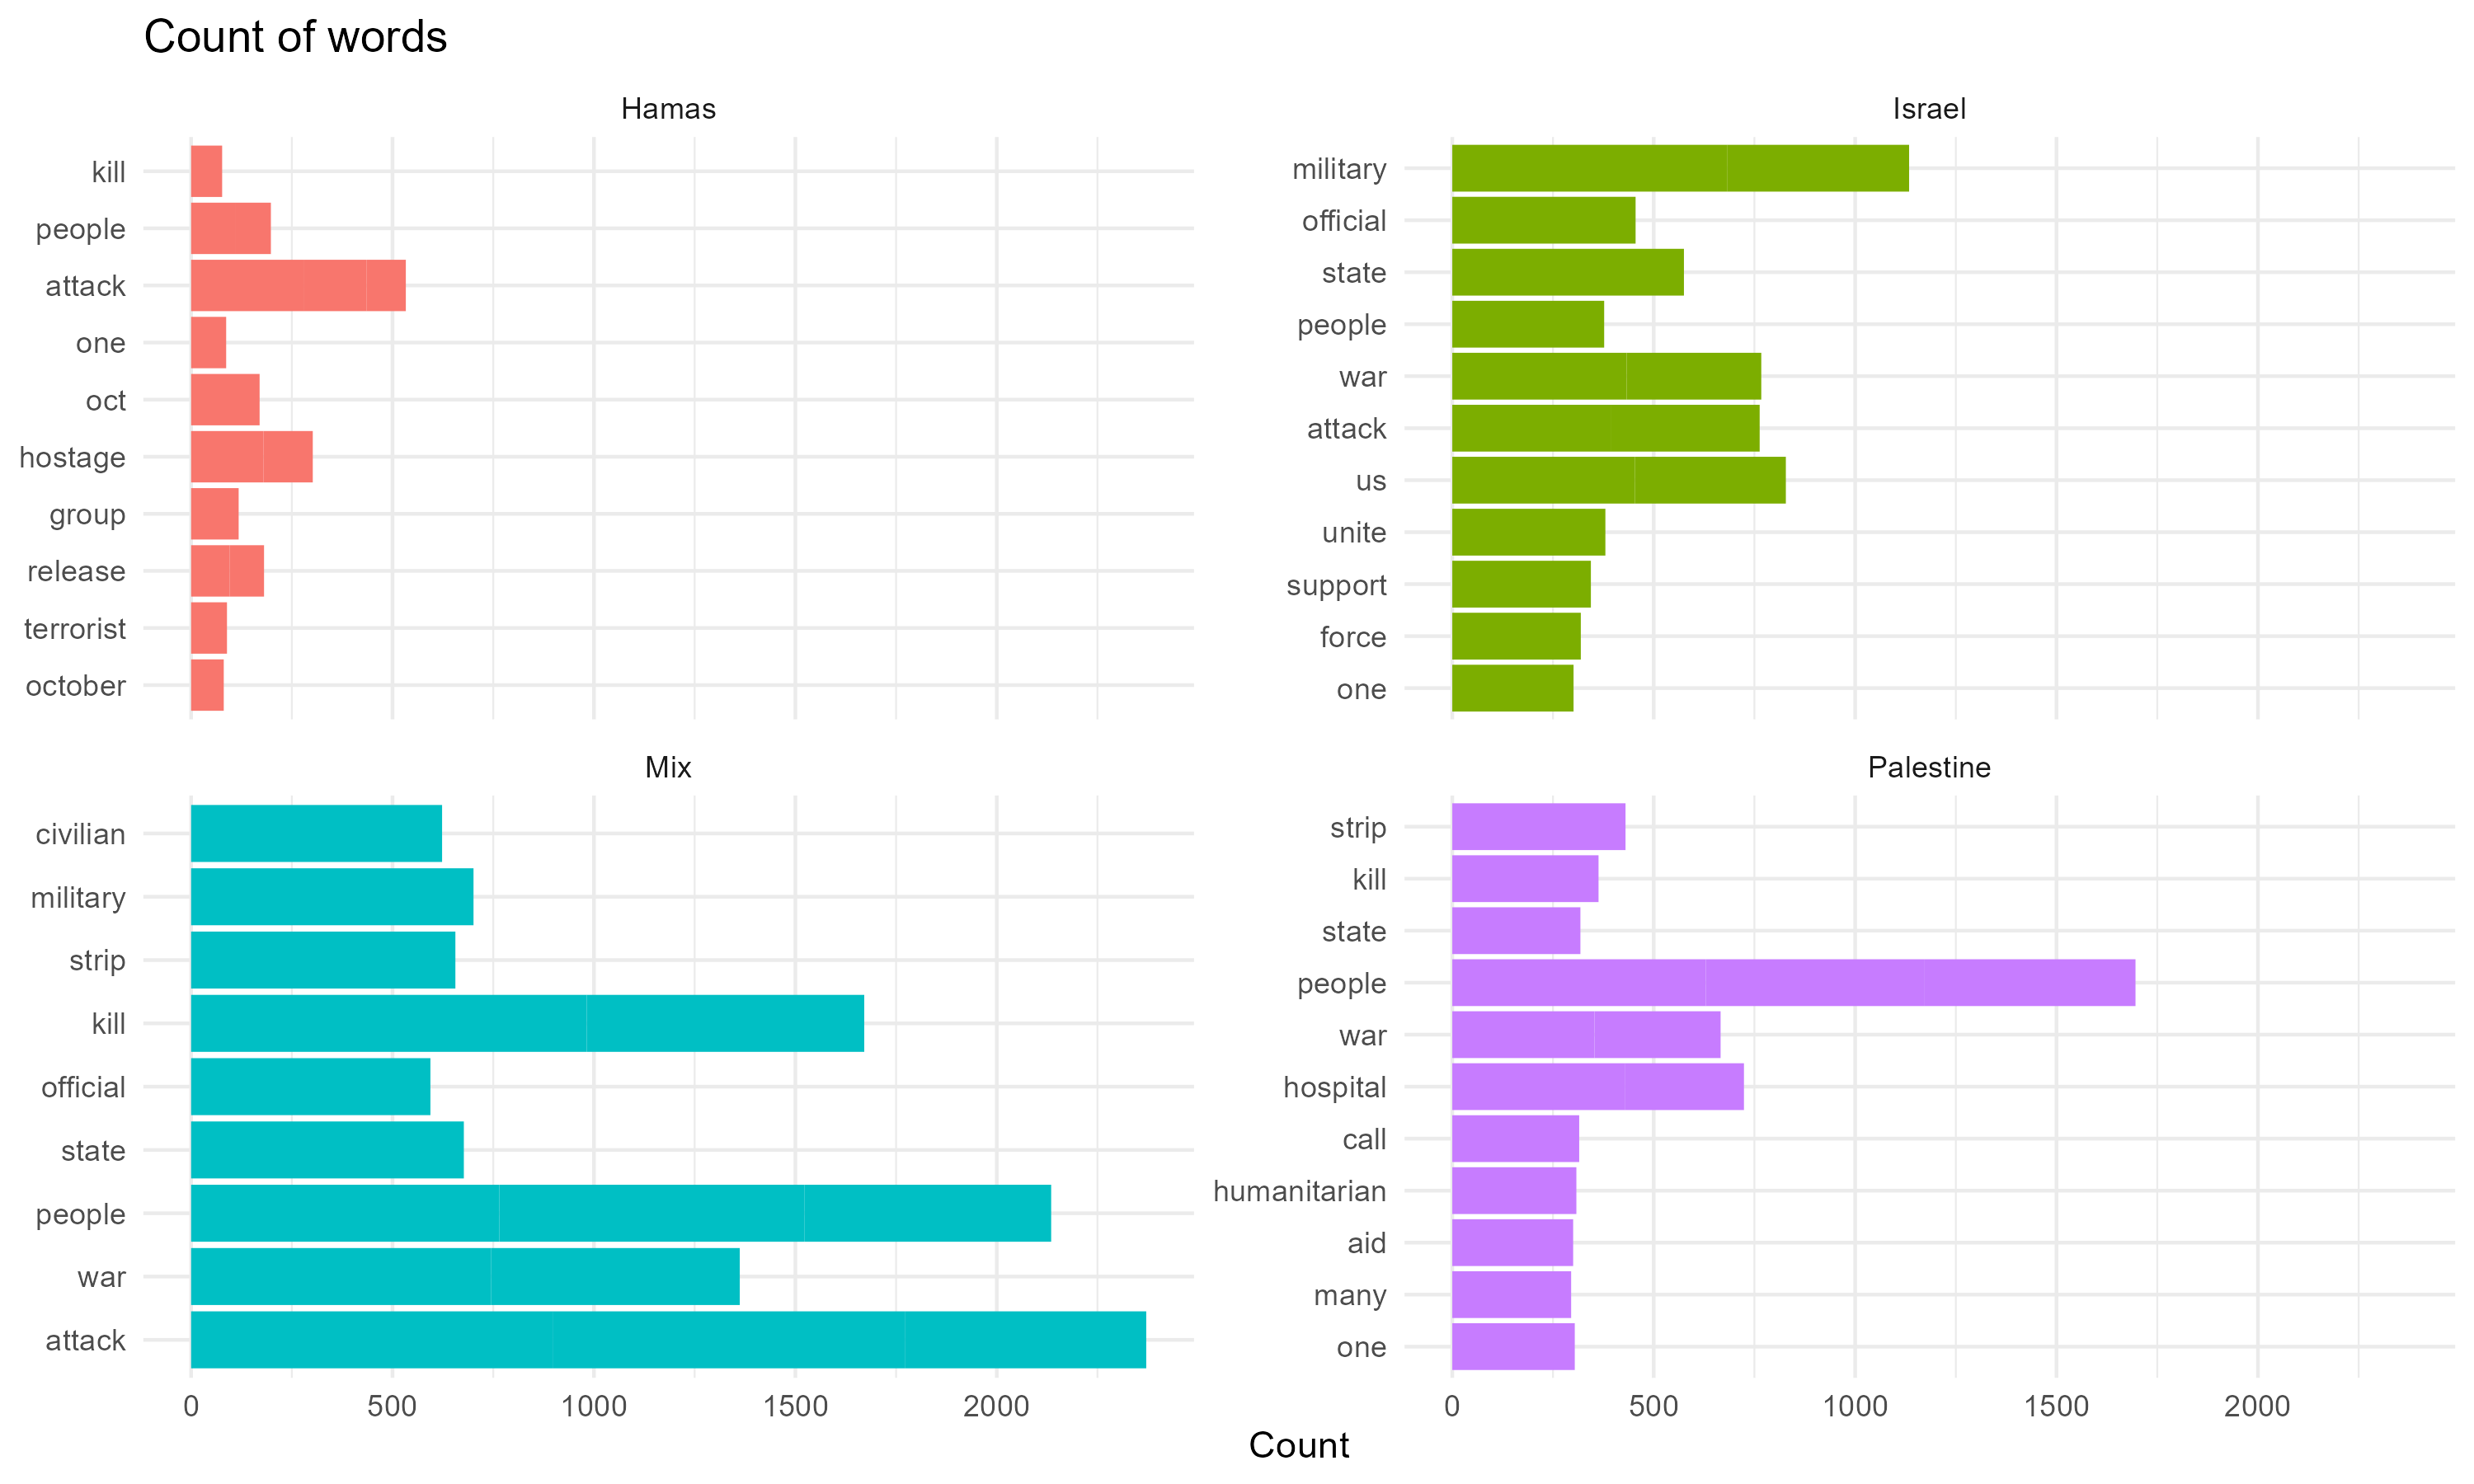 Count of words
Hamas
kill
people
attack
one
oct
hostage
group
release
terrorist
october
Israel
military
official
state
people
war
attack
us
unite
support
force
one
Mix
civilian
military
strip
kill
official
state
people
war
attack
0 500 1000 1500 2000
Palestine
strip
kill
state
people
war
hospital
call
humanitarian
aid
many
one
0 500 1000 1500 2000
Count